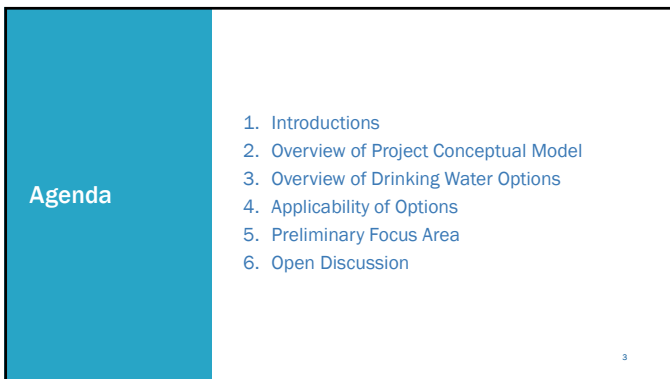 Agenda
1. Introductions
2. Overview of Project Conceptual Model
3. Overview of Drinking Water Options
4. Applicability of Options
5. Preliminary Focus Area
6. Open Discussion
3